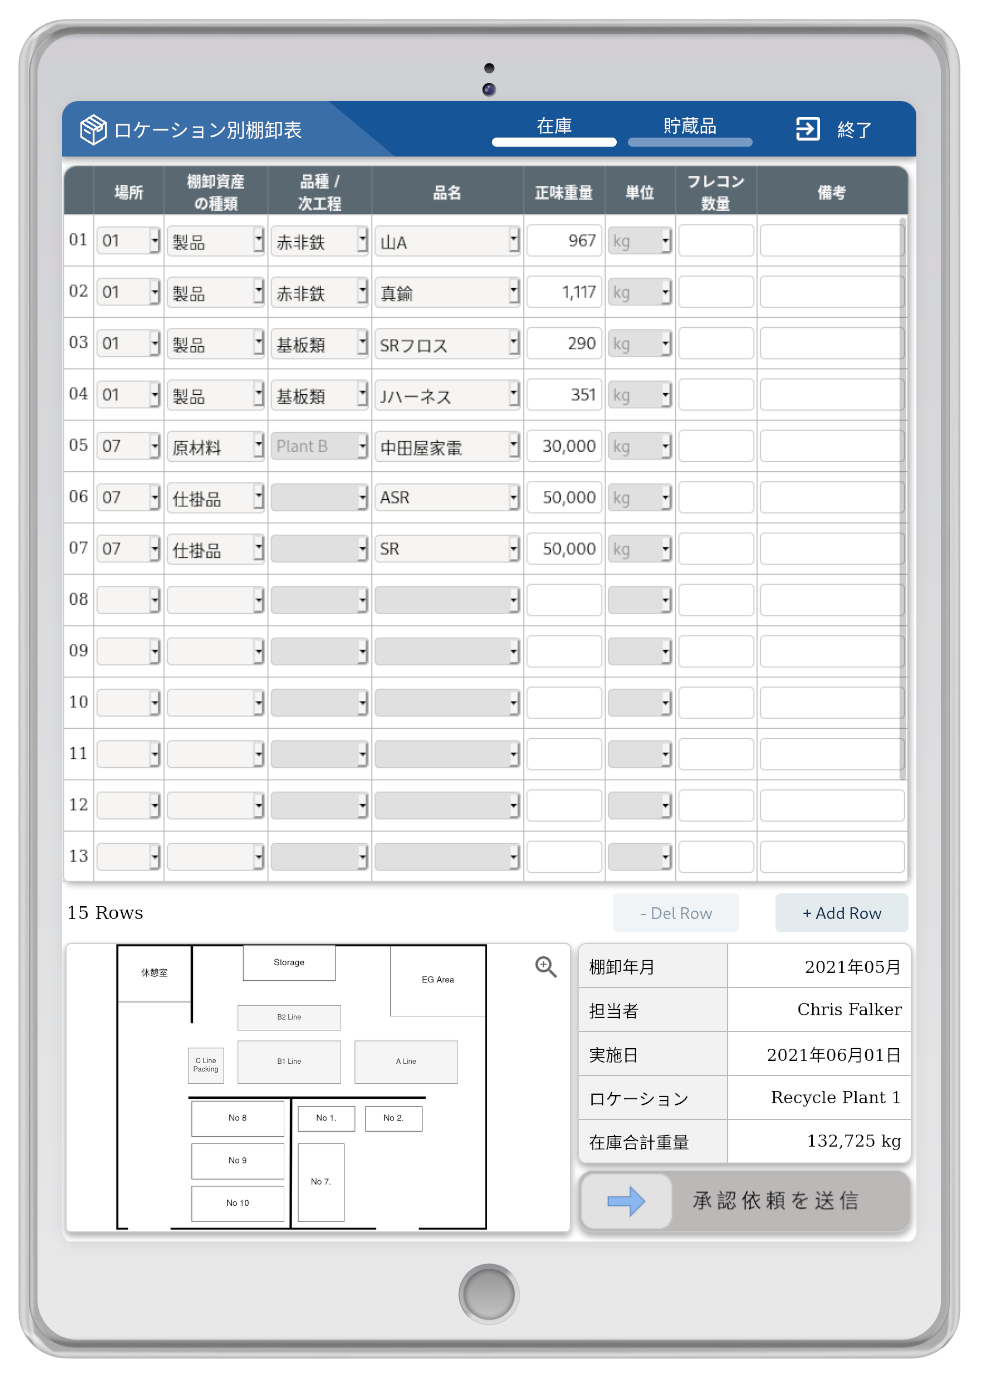 ロケーション別棚卸表 在庫 貯蔵品 終了
場所 棚卸資産の種類 品種 / 次工程 品名 正味重量 単位 フレコン数量 備考
01 01 製品 赤非鉄 山A 967 kg
02 01 製品 赤非鉄 真鍮 1,117 kg
03 01 製品 基板類 SRフロス 290 kg
04 01 製品 基板類 Jハーネス 351 kg
05 07 原材料 Plant B 中田屋家電 30,000 kg
06 07 仕掛品 ASR 50,000 kg
07 07 仕掛品 SR 50,000 kg
08
09
10
11
12
13
15 Rows - Del Row + Add Row
休憩室
Storage
EG Area
B2 Line
C Line
Packing
B1 Line
A Line
No 8
No 1.
No 2.
No 9
No 7.
No 10
棚卸年月 2021年05月
担当者 Chris Falker
実施日 2021年06月01日
ロケーション Recycle Plant 1
在庫合計重量 132,725 kg
承認依頼を送信